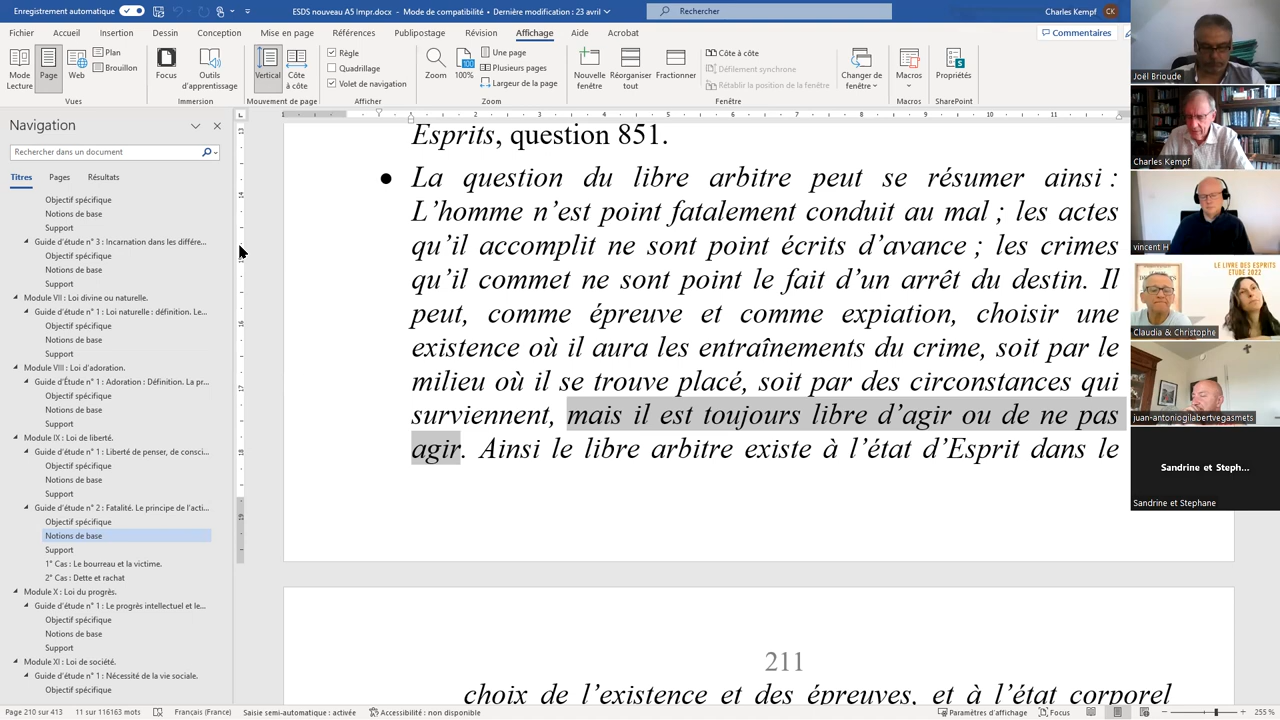 Enregistrement automatique
ESDS nouveau A5 Impr.docx - Mode de compatibilité • Dernière modification : 23 avril
Rechercher
Charles Kempf
CK
Fichier
Accueil
Insertion
Dessin
Conception
Mise en page
Références
Publipostage
Révision
Affichage
Aide
Acrobat
Commentaires
Mode Lecture
Page
Web
Plan
Brouillon
Vues
Focus
Outils d'apprentissage
Immersion
Vertical
Côte à côte
Mouvement de page
Règle
Quadrillage
Volet de navigation
Afficher
Zoom
100%
Une page
Plusieurs pages
Largeur de la page
Zoom
Nouvelle fenêtre
Réorganiser tout
Fractionner
Côte à côte
Défilement synchrone
Rétablir la position de la fenêtre
Fenêtre
Changer de fenêtre
Macros
Macros
Propriétés
SharePoint
Navigation
Rechercher dans un document
Titres
Pages
Résultats
Objectif spécifique
Notions de base
Support
Guide d'étude n° 3 : Incarnation dans les différe...
Objectif spécifique
Notions de base
Support
Module VII : Loi divine ou naturelle.
Guide d'étude n° 1 : Loi naturelle : définition. Le...
Objectif spécifique
Notions de base
Support
Module VIII : Loi d'adoration.
Guide d'Étude n° 1 : Adoration : Définition. La pr...
Objectif spécifique
Notions de base
Support
Module IX : Loi de liberté.
Guide d'étude n° 1 : Liberté de penser, de consci...
Objectif spécifique
Notions de base
Support
Guide d'étude n° 2 : Fatalité. Le principe de l'acti...
Objectif spécifique
Notions de base
Support
1° Cas : Le bourreau et la victime.
2° Cas : Dette et rachat
Module X : Loi du progrès.
Guide d'étude n° 1 : Le progrès intellectuel et le...
Objectif spécifique
Notions de base
Support
Module XI : Loi de société.
Guide d'étude n° 1 : Nécessité de la vie sociale.
Objectif spécifique
Esprits, question 851.
● La question du libre arbitre peut se résumer ainsi :
L'homme n'est point fatalement conduit au mal ; les actes
qu'il accomplit ne sont point écrits d'avance ; les crimes
qu'il commet ne sont point le fait d'un arrêt du destin. Il
peut, comme épreuve et comme expiation, choisir une
existence où il aura les entraînements du crime, soit par le
milieu où il se trouve placé, soit par des circonstances qui
surviennent, mais il est toujours libre d'agir ou de ne pas
agir. Ainsi le libre arbitre existe à l'état d'Esprit dans le
211
choix de l'existence et des épreuves, et à l'état corporel
Joël Brioude
Charles Kempf
vincent H
LE LIVRE DES ESPRITS
ETUDE 2022
Claudia & Christophe
juan-antoniogilabertvegasmets
Sandrine et Steph...
Sandrine et Stephane
Page 210 sur 413
11 sur 116163 mots
Français (France)
Saisie semi-automatique : activée
Accessibilité : non disponible
Paramètres d'affichage
Focus
255 %